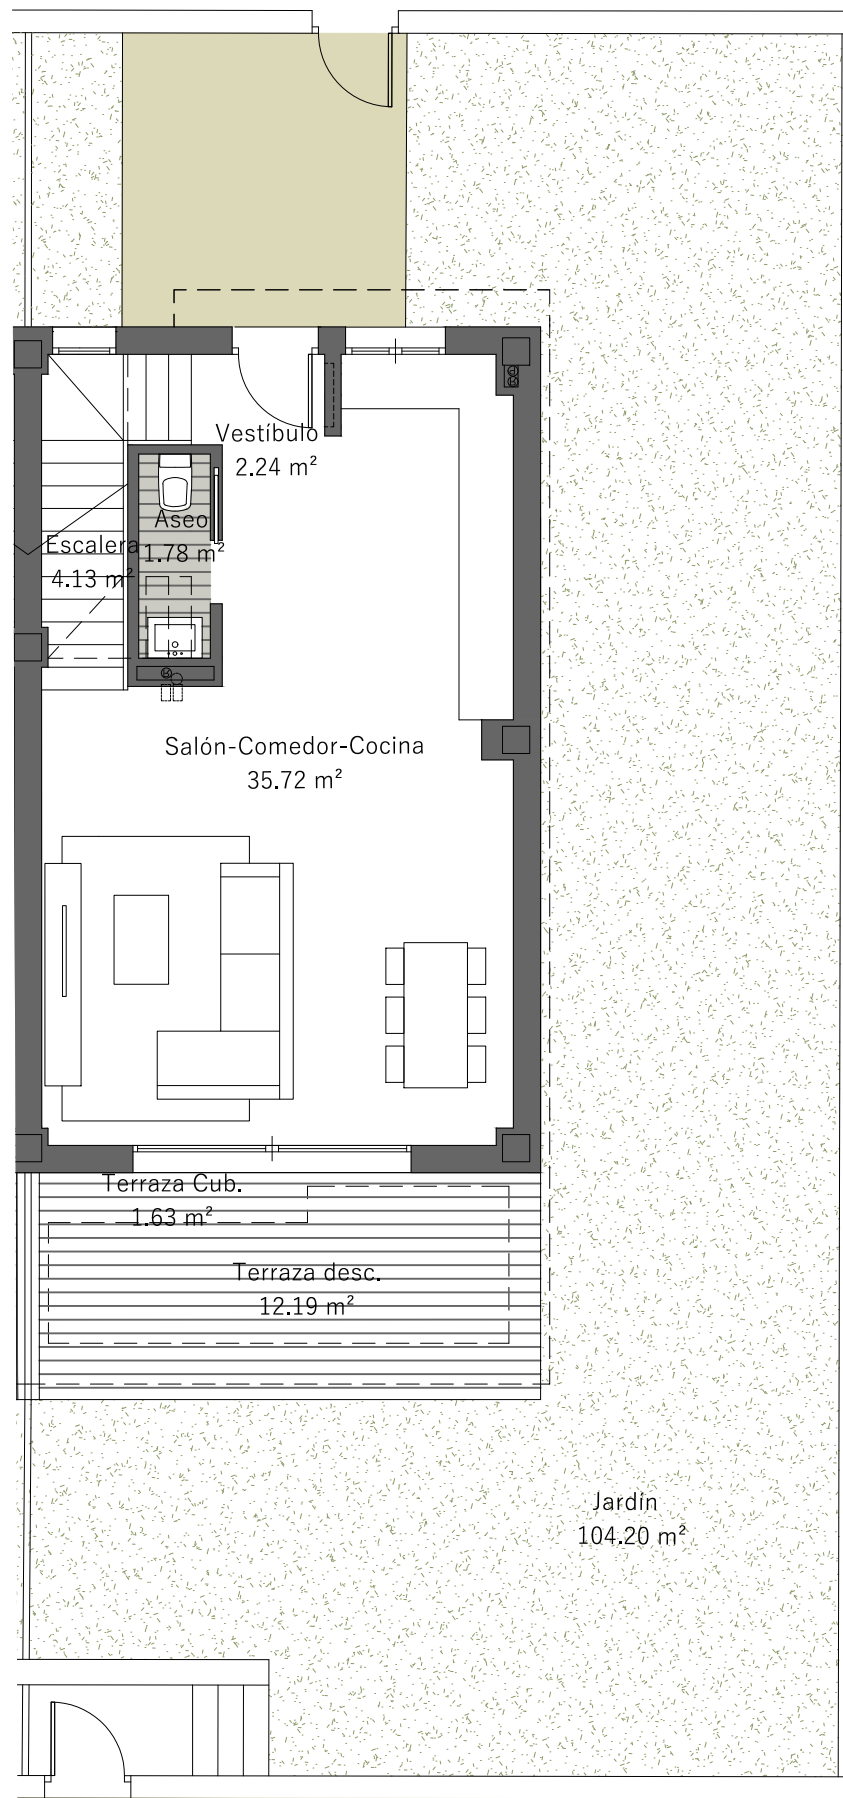 Vestíbulo
2.24 m²
Aseo
1.78 m²
Escalera
4.13 m²
Salón-Comedor-Cocina
35.72 m²
Terraza Cub.
1.63 m²
Terraza desc.
12.19 m²
Jardín
104.20 m²